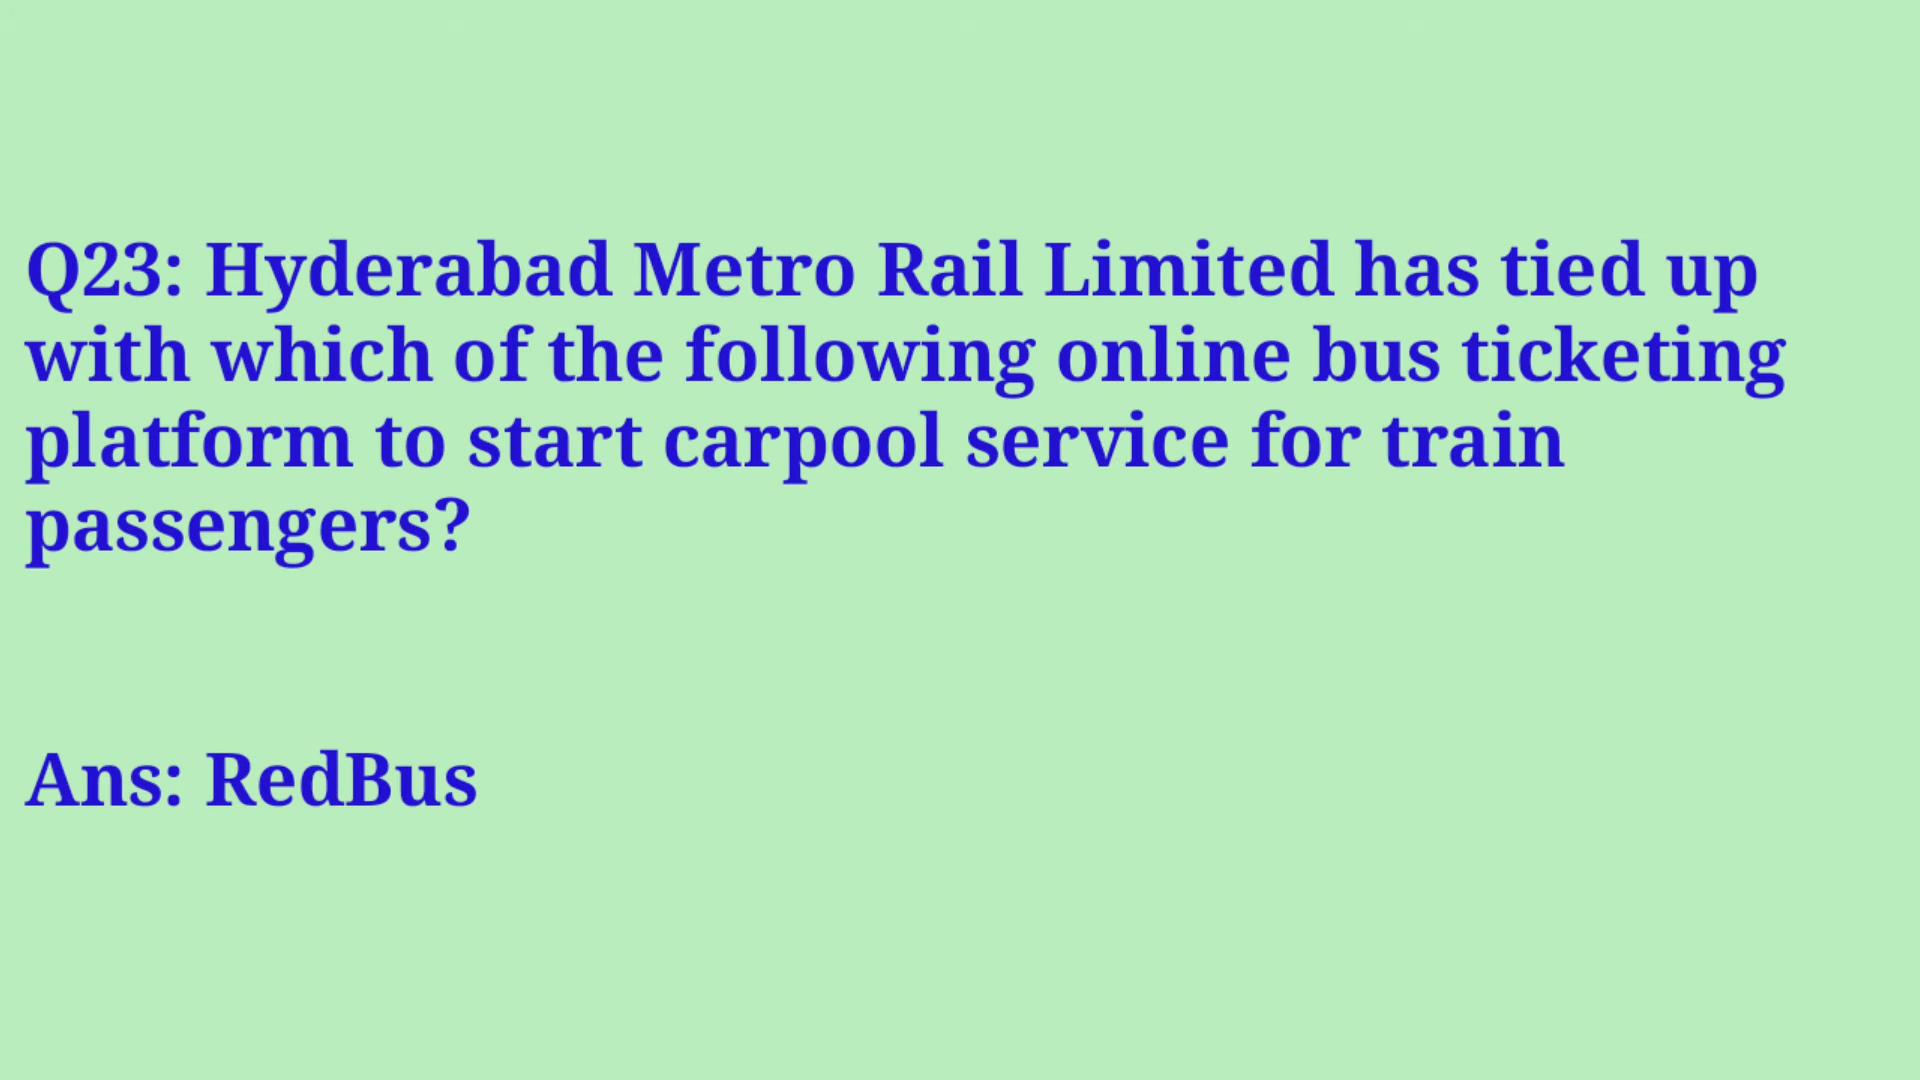 Q23: Hyderabad Metro Rail Limited has tied up
with which of the following online bus ticketing
platform to start carpool service for train
passengers?
Ans: RedBus